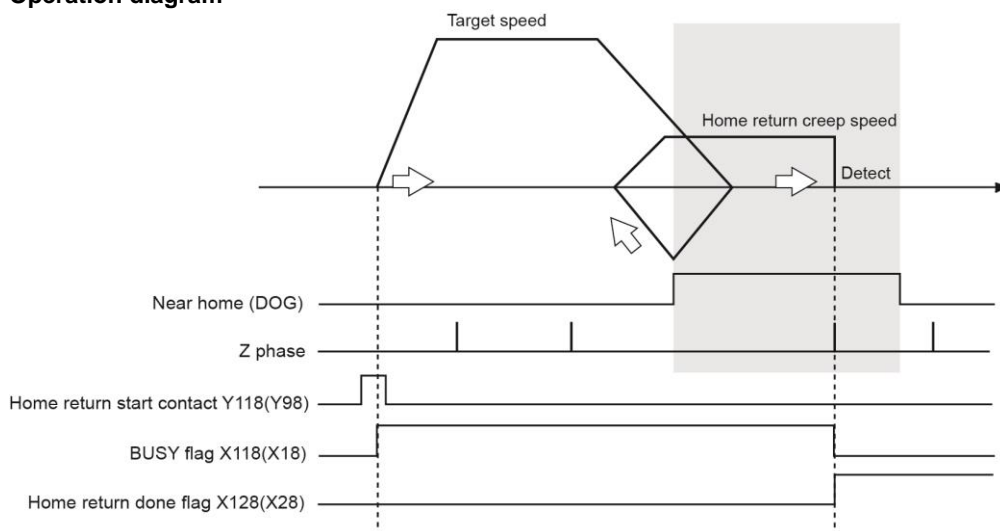 Operation diagram
Target speed
Home return creep speed
Detect
Near home (DOG)
Z phase
Home return start contact Y118(Y98)
BUSY flag X118(X18)
Home return done flag X128(X28)